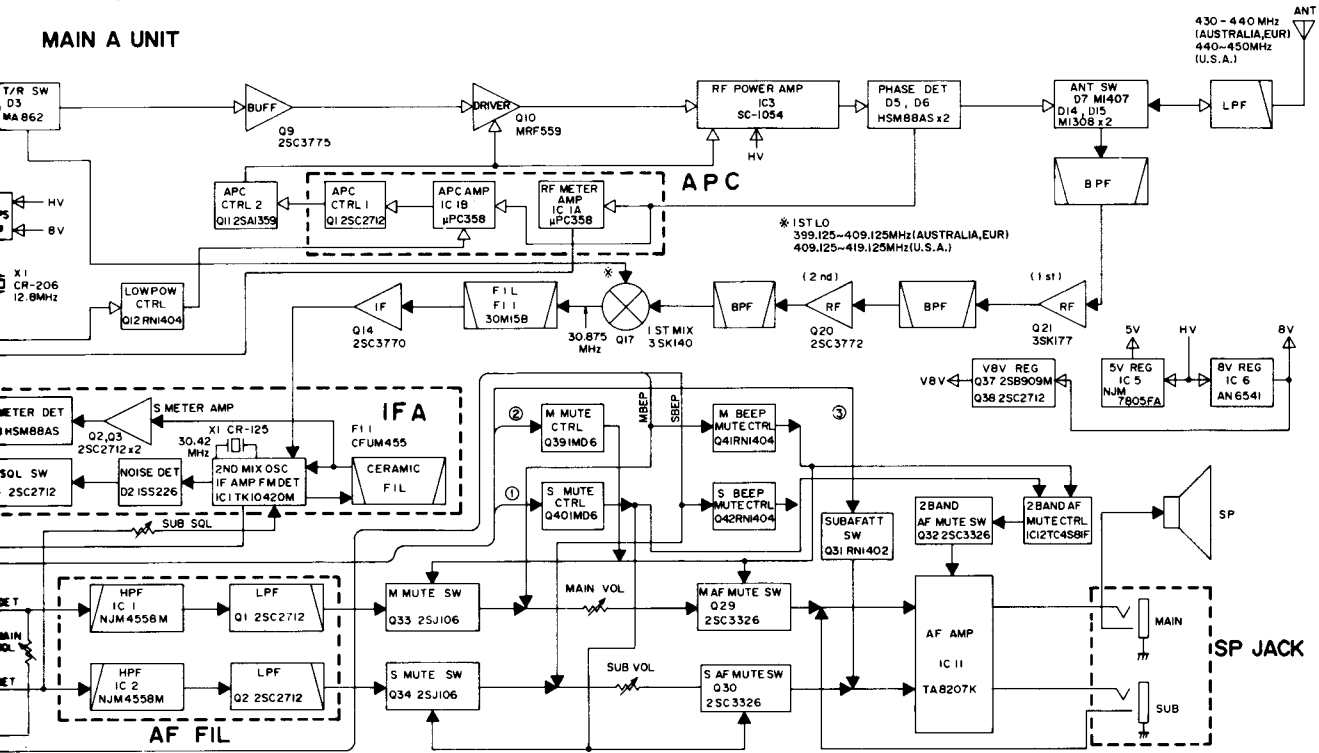 MAIN A UNIT
430-440 MHz
(AUSTRALIA,EUR)
440~450MHz
(U.S.A.)
ANT
T/R SW
D3
MA862
BUFF
Q9
2SC3775
DRIVER
Q10
MRF559
RF POWER AMP
IC3
SC-1054
HV
PHASE DET
D5, D6
HSM88AS x2
ANT SW
D7 MI407
D14, D15
MI308 x2
LPF
BPF
APC
APC
CTRL 2
Q11 2SA1359
APC
CTRL 1
Q1 2SC2712
APC AMP
IC 1B
µPC358
RF METER
AMP
IC 1A
µPC358
HV
8V
X1
CR-206
12.8MHz
LOWPOW
CTRL
Q12 RN1404
※ 1ST LO
399.125~409.125MHz(AUSTRALIA,EUR)
409.125~419.125MHz(U.S.A.)
※
IF
Q14
2SC3770
FIL
FI1
30M15B
30.875
MHz
Q17
1ST MIX
3SK140
BPF
(2nd)
RF
Q20
2SC3772
BPF
(1st)
RF
Q21
3SK177
V8V
V8V REG
Q37 2SB909M
Q38 2SC2712
5V
5V REG
IC 5
NJM
7805FA
HV
8V
8V REG
IC 6
AN6541
IFA
METER DET
HSM88AS
S METER AMP
Q2,Q3
2SC2712 x2
X1 CR-125
30.42
MHz
FI1
CFUM455
CERAMIC
FIL
SQL SW
2SC2712
NOISE DET
D2 1SS226
2ND MIX OSC
IF AMP FM DET
IC1 TK10420M
SUB SQL
②
M MUTE
CTRL
Q39 IMD6
①
S MUTE
CTRL
Q40 IMD6
MBEP
SBEP
M BEEP
MUTE CTRL
Q41 RN1404
S BEEP
MUTE CTRL
Q42 RN1404
③
SUBAFATT
SW
Q31 RN1402
2BAND
AF MUTE SW
Q32 2SC3326
2BAND AF
MUTE CTRL
IC12 TC4S81F
SP
DET
MAIN
DET
HPF
IC 1
NJM4558M
LPF
Q1 2SC2712
HPF
IC 2
NJM4558M
LPF
Q2 2SC2712
AF FIL
M MUTE SW
Q33 2SJ106
S MUTE SW
Q34 2SJ106
MAIN VOL
SUB VOL
M AF MUTE SW
Q29
2SC3326
S AF MUTE SW
Q30
2SC3326
AF AMP
IC 11
TA8207K
MAIN
SUB
SP JACK